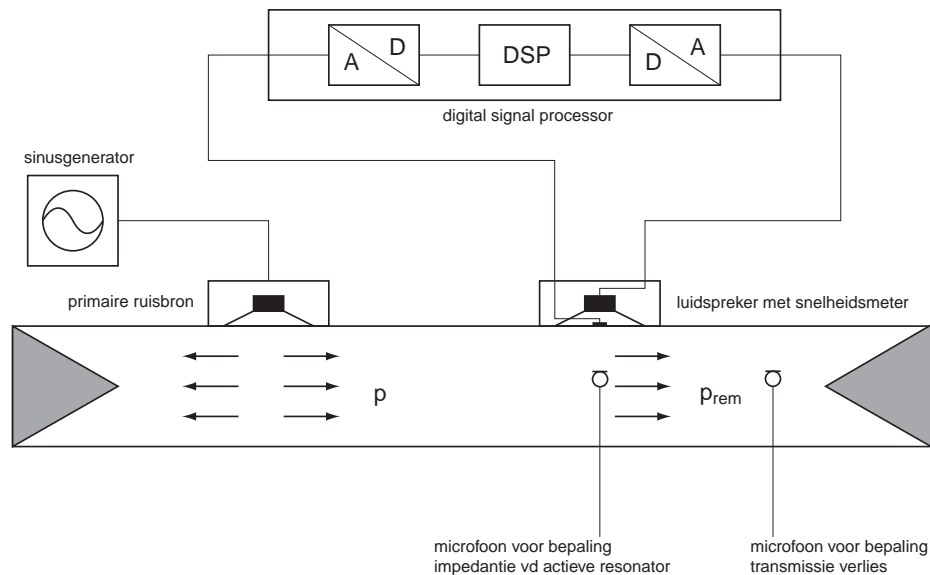 A D
DSP
D A
digital signal processor
sinusgenerator
primaire ruisbron
luidspreker met snelheidsmeter
p
p_rem
microfoon voor bepaling
impedantie vd actieve resonator
microfoon voor bepaling
transmissie verlies